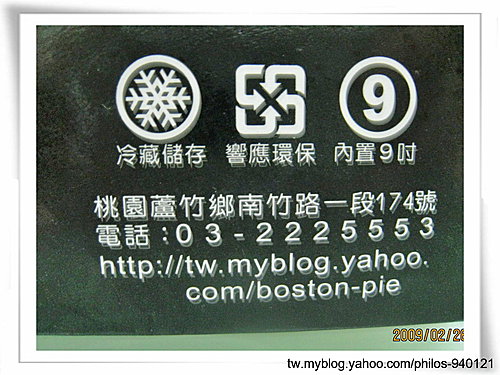 9
冷藏儲存 響應環保 內置9吋
桃園蘆竹鄉南竹路一段174號
電話:03-2225553
http://tw.myblog.yahoo.
com/boston-pie
2009/02/28
tw.myblog.yahoo.com/philos-940121